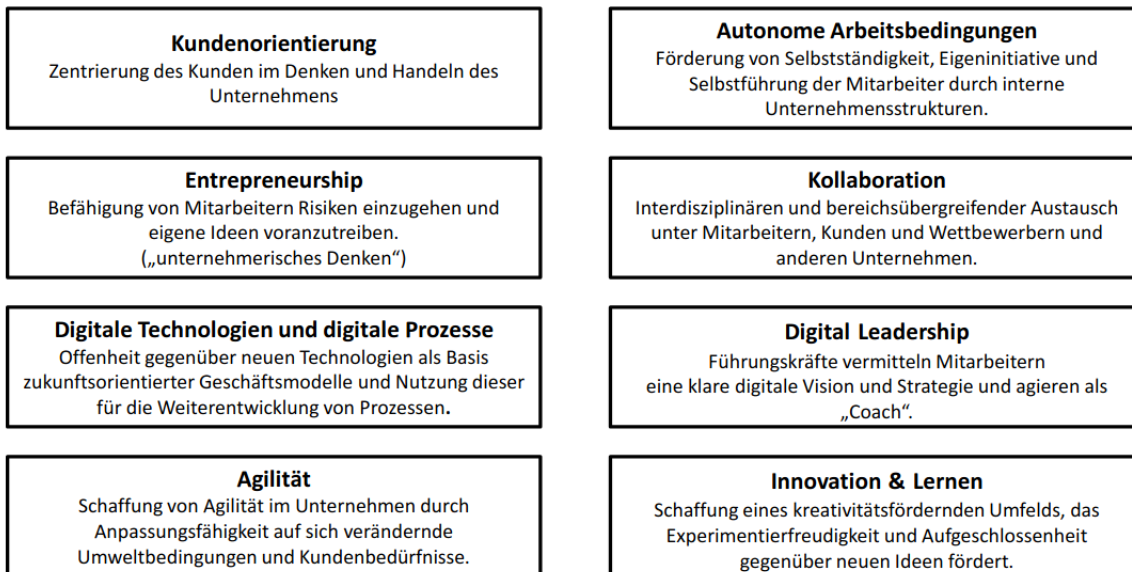 Kundenorientierung
Zentrierung des Kunden im Denken und Handeln des
Unternehmens
Autonome Arbeitsbedingungen
Förderung von Selbstständigkeit, Eigeninitiative und
Selbstführung der Mitarbeiter durch interne
Unternehmensstrukturen.
Entrepreneurship
Befähigung von Mitarbeitern Risiken einzugehen und
eigene Ideen voranzutreiben.
(„unternehmerisches Denken“)
Kollaboration
Interdisziplinären und bereichsübergreifender Austausch
unter Mitarbeitern, Kunden und Wettbewerbern und
anderen Unternehmen.
Digitale Technologien und digitale Prozesse
Offenheit gegenüber neuen Technologien als Basis
zukunftsorientierter Geschäftsmodelle und Nutzung dieser
für die Weiterentwicklung von Prozessen.
Digital Leadership
Führungskräfte vermitteln Mitarbeitern
eine klare digitale Vision und Strategie und agieren als
„Coach“.
Agilität
Schaffung von Agilität im Unternehmen durch
Anpassungsfähigkeit auf sich verändernde
Umweltbedingungen und Kundenbedürfnisse.
Innovation & Lernen
Schaffung eines kreativitätsfördernden Umfelds, das
Experimentierfreudigkeit und Aufgeschlossenheit
gegenüber neuen Ideen fördert.